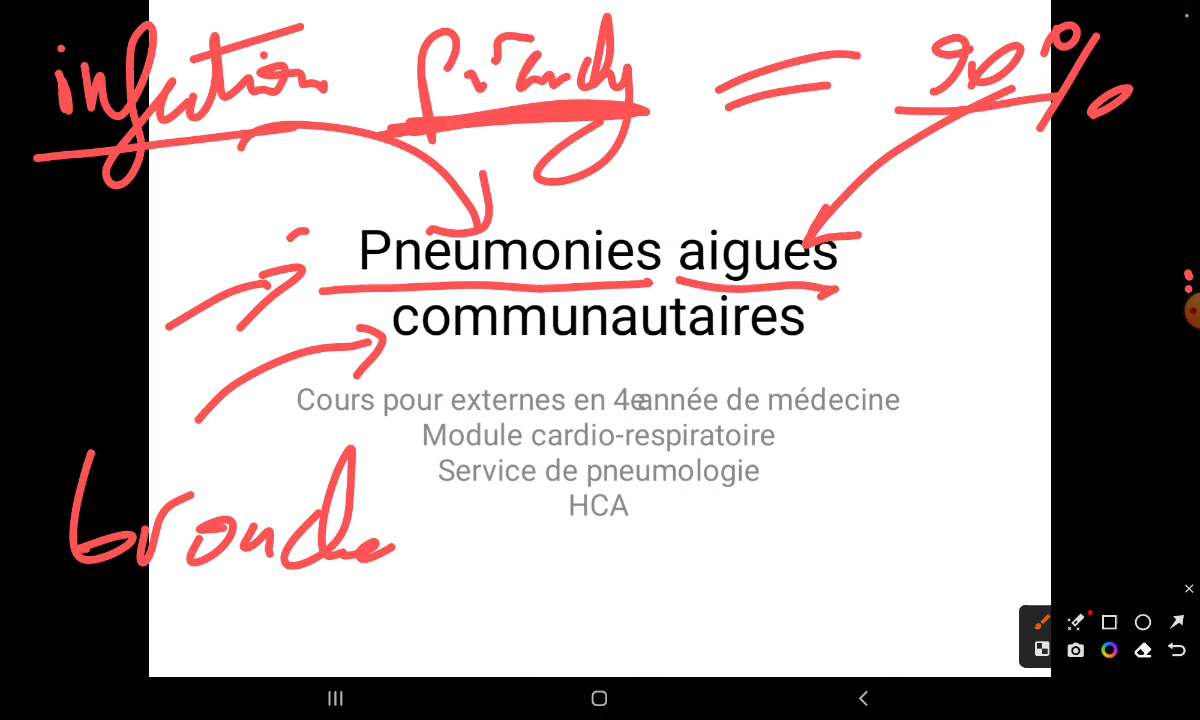 infection = 90%
Pneumonies aigues
communautaires
Cours pour externes en 4e année de médecine
Module cardio-respiratoire
Service de pneumologie
HCA
bronche